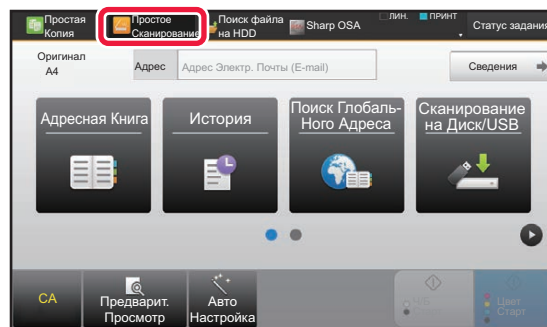 Простая
Копия
Простое
Сканирование
Поиск файла
на HDD
Sharp OSA
ЛИН.
ПРИНТ
Статус задания
Оригинал
A4
Адрес
Адрес Электр. Почты (E-mail)
Сведения
Адресная Книга
История
Поиск Глобаль-
Ного Адреса
Сканирование
на Диск/USB
CA
Предварит.
Просмотр
Авто
Настройка
Ч/Б
Старт
Цвет
Старт